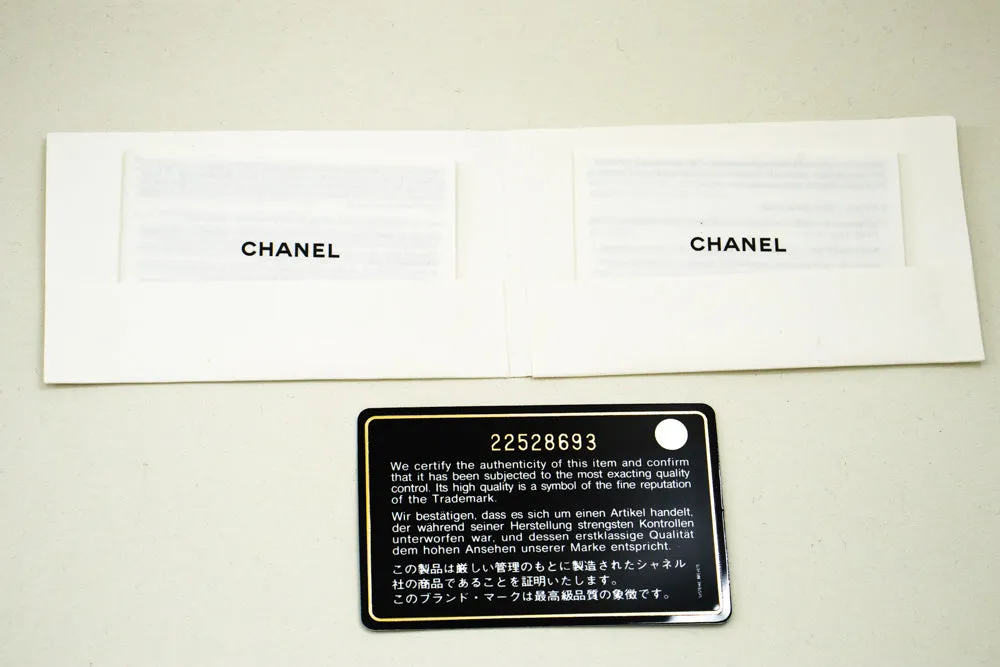 CHANEL
CHANEL
22528693
We certify the authenticity of this item and confirm
that it has been subjected to the most exacting quality
control. Its high quality is a symbol of the fine reputation
of the Trademark.
Wir bestätigen, dass es sich um einen Artikel handelt,
der während seiner Herstellung strengsten Kontrollen
unterworfen war, und dessen erstklassige Qualität
dem hohen Ansehen unserer Marke entspricht.
この製品は厳しい管理のもとに製造されたシャネル
社の商品であることを証明いたします。
このブランド・マークは最高級品質の象徴です。